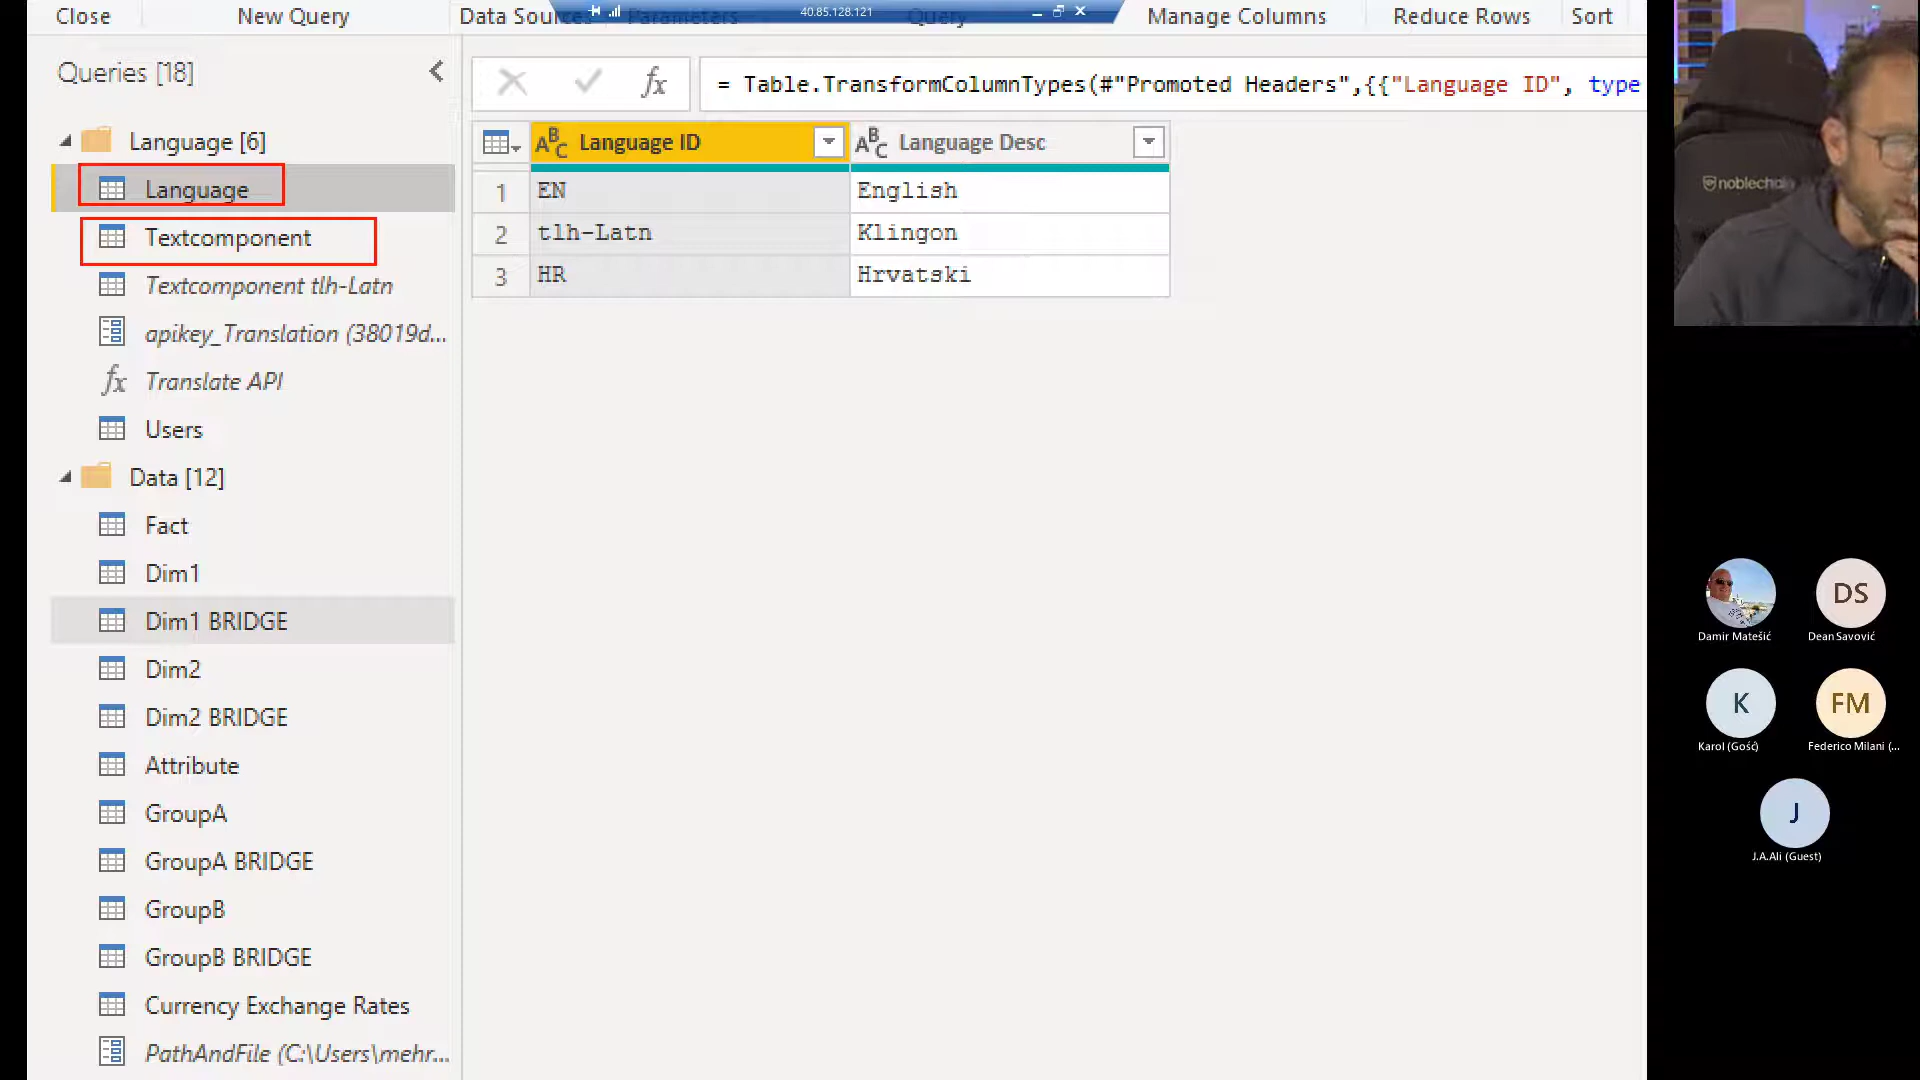 Close
New Query
Data Sources
Parameters
Query
Manage Columns
Reduce Rows
Sort
40.85.128.121
Queries [18]
= Table.TransformColumnTypes(#"Promoted Headers",{{"Language ID", type
Language [6]
Language
Textcomponent
Textcomponent tlh-Latn
apikey_Translation (38019d...
Translate API
Users
Data [12]
Fact
Dim1
Dim1 BRIDGE
Dim2
Dim2 BRIDGE
Attribute
GroupA
GroupA BRIDGE
GroupB
GroupB BRIDGE
Currency Exchange Rates
PathAndFile (C:\Users\mehr...
Language ID
Language Desc
1 EN English
2 tlh-Latn Klingon
3 HR Hrvatski
noblechairs
DS
Damir Matešić
Dean Savović
K
FM
Karol (Gość)
Federico Milani (...
J
J.A.Ali (Guest)